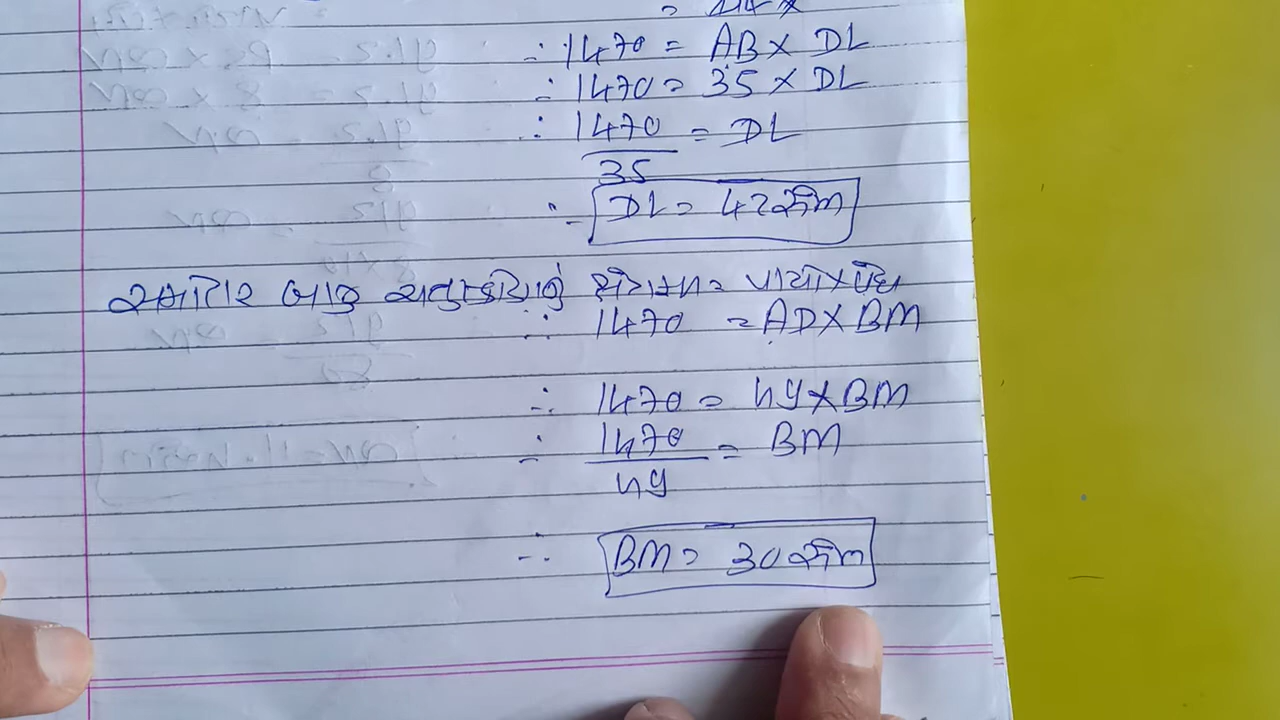 ∴ 1470 = AB × DL
∴ 1470 = 35 × DL
∴ 1470/35 = DL
∴ DL = 42 સેમી
સમાંતર બાજુ ચતુષ્કોણનું ક્ષેત્રફળ = પાયો × વેધ
∴ 1470 = AD × BM
∴ 1470 = 49 × BM
∴ 1470/49 = BM
∴ BM = 30 સેમી